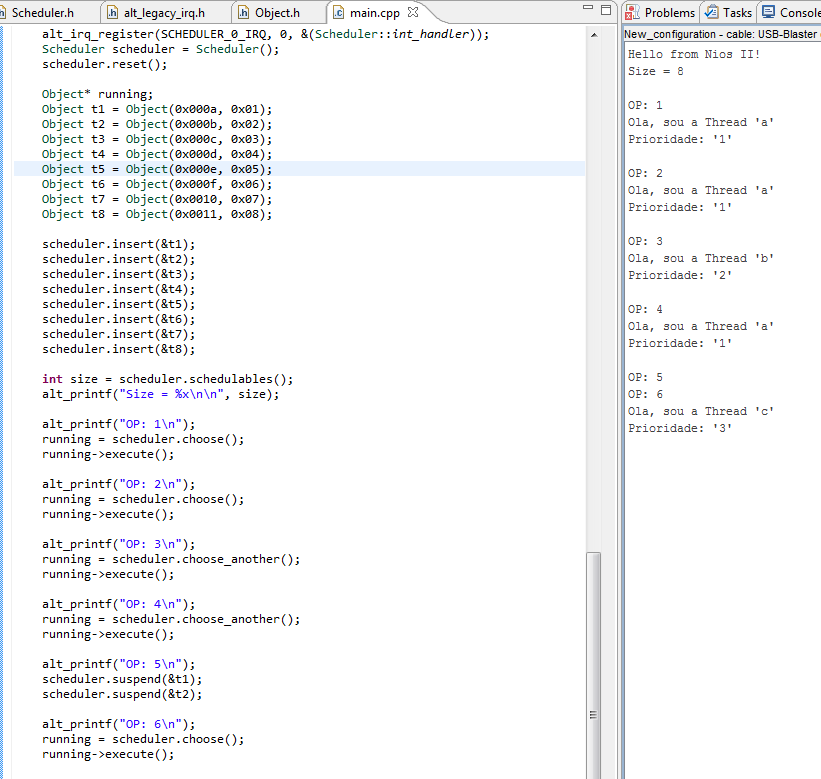 Scheduler.h
alt_legacy_irq.h
Object.h
main.cpp
alt_irq_register(SCHEDULER_0_IRQ, 0, &(Scheduler::int_handler));
Scheduler scheduler = Scheduler();
scheduler.reset();
Object* running;
Object t1 = Object(0x000a, 0x01);
Object t2 = Object(0x000b, 0x02);
Object t3 = Object(0x000c, 0x03);
Object t4 = Object(0x000d, 0x04);
Object t5 = Object(0x000e, 0x05);
Object t6 = Object(0x000f, 0x06);
Object t7 = Object(0x0010, 0x07);
Object t8 = Object(0x0011, 0x08);
scheduler.insert(&t1);
scheduler.insert(&t2);
scheduler.insert(&t3);
scheduler.insert(&t4);
scheduler.insert(&t5);
scheduler.insert(&t6);
scheduler.insert(&t7);
scheduler.insert(&t8);
int size = scheduler.schedulables();
alt_printf("Size = %x\n\n", size);
alt_printf("OP: 1\n");
running = scheduler.choose();
running->execute();
alt_printf("OP: 2\n");
running = scheduler.choose();
running->execute();
alt_printf("OP: 3\n");
running = scheduler.choose_another();
running->execute();
alt_printf("OP: 4\n");
running = scheduler.choose_another();
running->execute();
alt_printf("OP: 5\n");
scheduler.suspend(&t1);
scheduler.suspend(&t2);
alt_printf("OP: 6\n");
running = scheduler.choose();
running->execute();
Problems
Tasks
Console
New_configuration - cable: USB-Blaster
Hello from Nios II!
Size = 8
OP: 1
Ola, sou a Thread 'a'
Prioridade: '1'
OP: 2
Ola, sou a Thread 'a'
Prioridade: '1'
OP: 3
Ola, sou a Thread 'b'
Prioridade: '2'
OP: 4
Ola, sou a Thread 'a'
Prioridade: '1'
OP: 5
OP: 6
Ola, sou a Thread 'c'
Prioridade: '3'